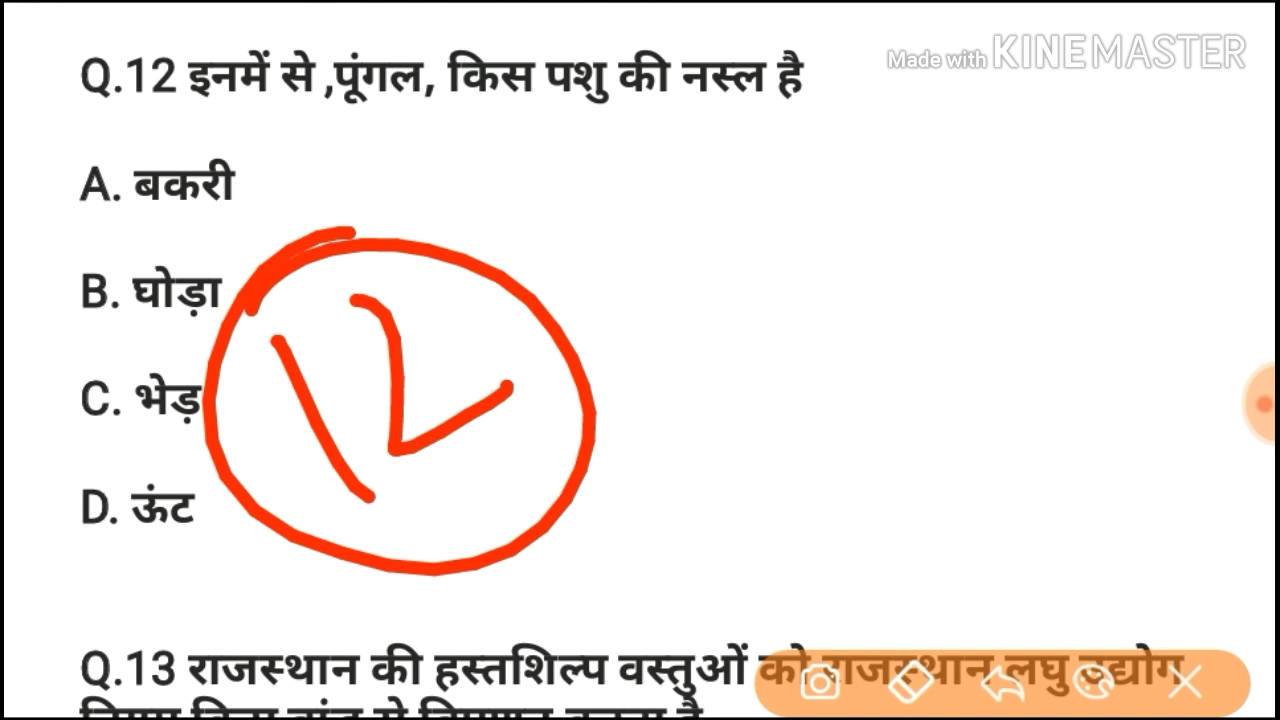 Made with KINEMASTER
Q.12 इनमें से ,पूंगल, किस पशु की नस्ल है
A. बकरी
B. घोड़ा
C. भेड़
D. ऊंट
12
Q.13 राजस्थान की हस्तशिल्प वस्तुओं को राजस्थान लघु उद्योग